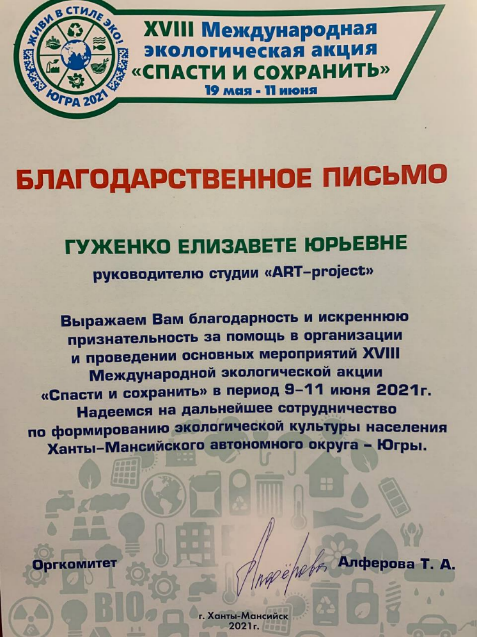 ЖИВИ В СТИЛЕ ЭКО!
ЮГРА 2021
XVIII Международная
экологическая акция
«СПАСТИ И СОХРАНИТЬ»
19 мая - 11 июня
БЛАГОДАРСТВЕННОЕ ПИСЬМО
ГУЖЕНКО ЕЛИЗАВЕТЕ ЮРЬЕВНЕ
руководителю студии «ART-project»
Выражаем Вам благодарность и искреннюю
признательность за помощь в организации
и проведении основных мероприятий XVIII
Международной экологической акции
«Спасти и сохранить» в период 9-11 июня 2021г.
Надеемся на дальнейшее сотрудничество
по формированию экологической культуры населения
Ханты-Мансийского автономного округа - Югры.
Оргкомитет
Алферова Т. А.
BIO
г. Ханты-Мансийск
2021г.